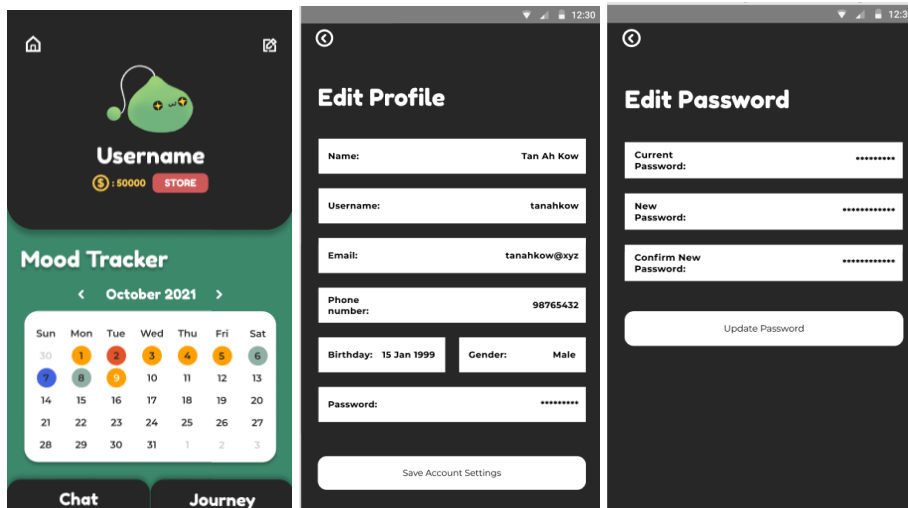 Username
$ : 50000 STORE
Mood Tracker
< October 2021 >
Sun Mon Tue Wed Thu Fri Sat
30 1 2 3 4 5 6
7 8 9 10 11 12 13
14 15 16 17 18 19 20
21 22 23 24 25 26 27
28 29 30 31 1 2 3
Chat Journey
12:30
Edit Profile
Name: Tan Ah Kow
Username: tanahkow
Email: tanahkow@xyz
Phone
number: 98765432
Birthday: 15 Jan 1999 Gender: Male
Password: •••••••••
Save Account Settings
12:3
Edit Password
Current
Password: •••••••••
New
Password: ••••••••••••
Confirm New
Password: ••••••••••••
Update Password